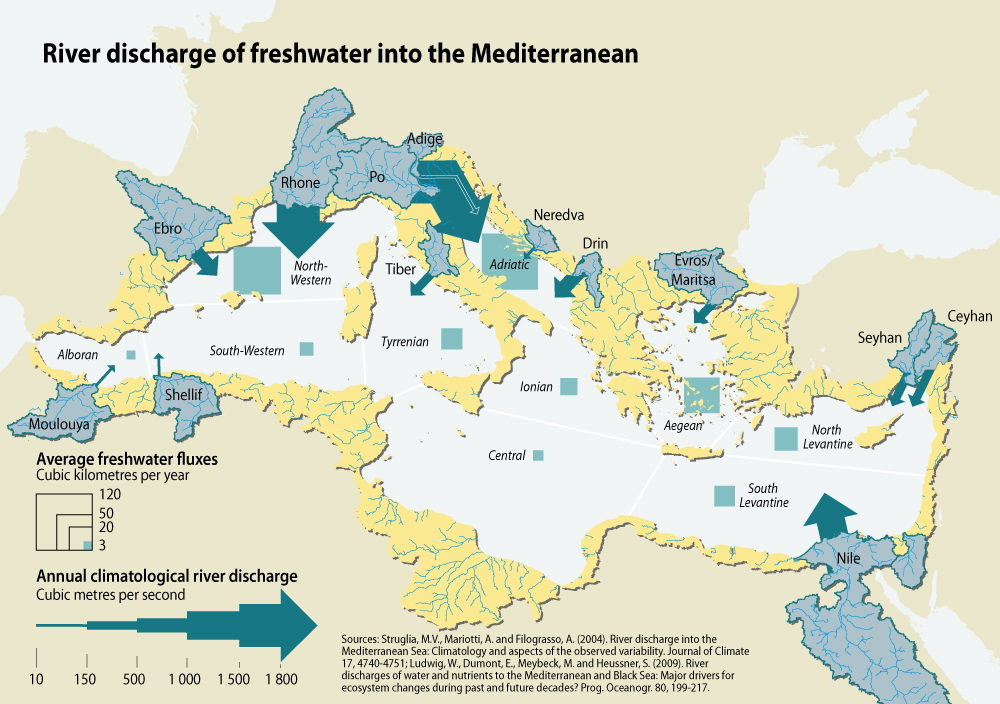 River discharge of freshwater into the Mediterranean
Adige
Rhone
Po
Ebro
Neredva
Drin
North-
Western
Adriatic
Tiber
Evros/
Maritsa
Ceyhan
Seyhan
Alboran
South-Western
Tyrrenian
Ionian
Shellif
Moulouya
Aegean
North
Levantine
Central
South
Levantine
Nile
Average freshwater fluxes
Cubic kilometres per year
120
50
20
3
Annual climatological river discharge
Cubic metres per second
10 150 500 1 000 1 500 1 800
Sources: Struglia, M.V., Mariotti, A. and Filograsso, A. (2004). River discharge into the
Mediterranean Sea: Climatology and aspects of the observed variability. Journal of Climate
17, 4740-4751; Ludwig, W., Dumont, E., Meybeck, M. and Heussner, S. (2009). River
discharges of water and nutrients to the Mediterranean and Black Sea: Major drivers for
ecosystem changes during past and future decades? Prog. Oceanogr. 80, 199-217.